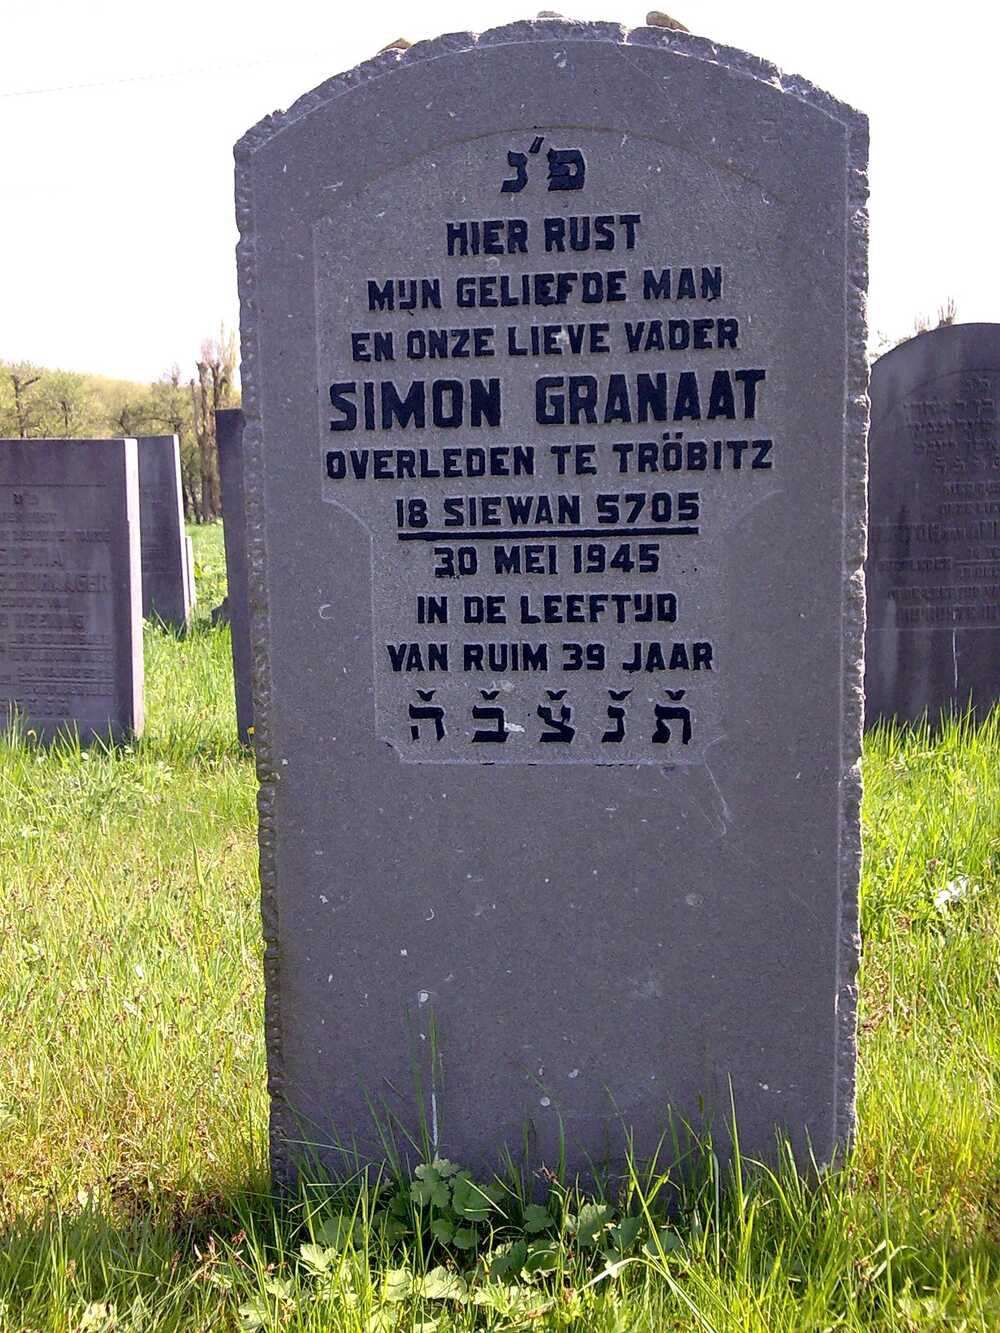 פ'נ
HIER RUST
MIJN GELIEFDE MAN
EN ONZE LIEVE VADER
SIMON GRANAAT
OVERLEDEN TE TRÖBITZ
18 SIEWAN 5705
30 MEI 1945
IN DE LEEFTIJD
VAN RUIM 39 JAAR
ת̌ נ̌ צ̌ ב̌ ה̌